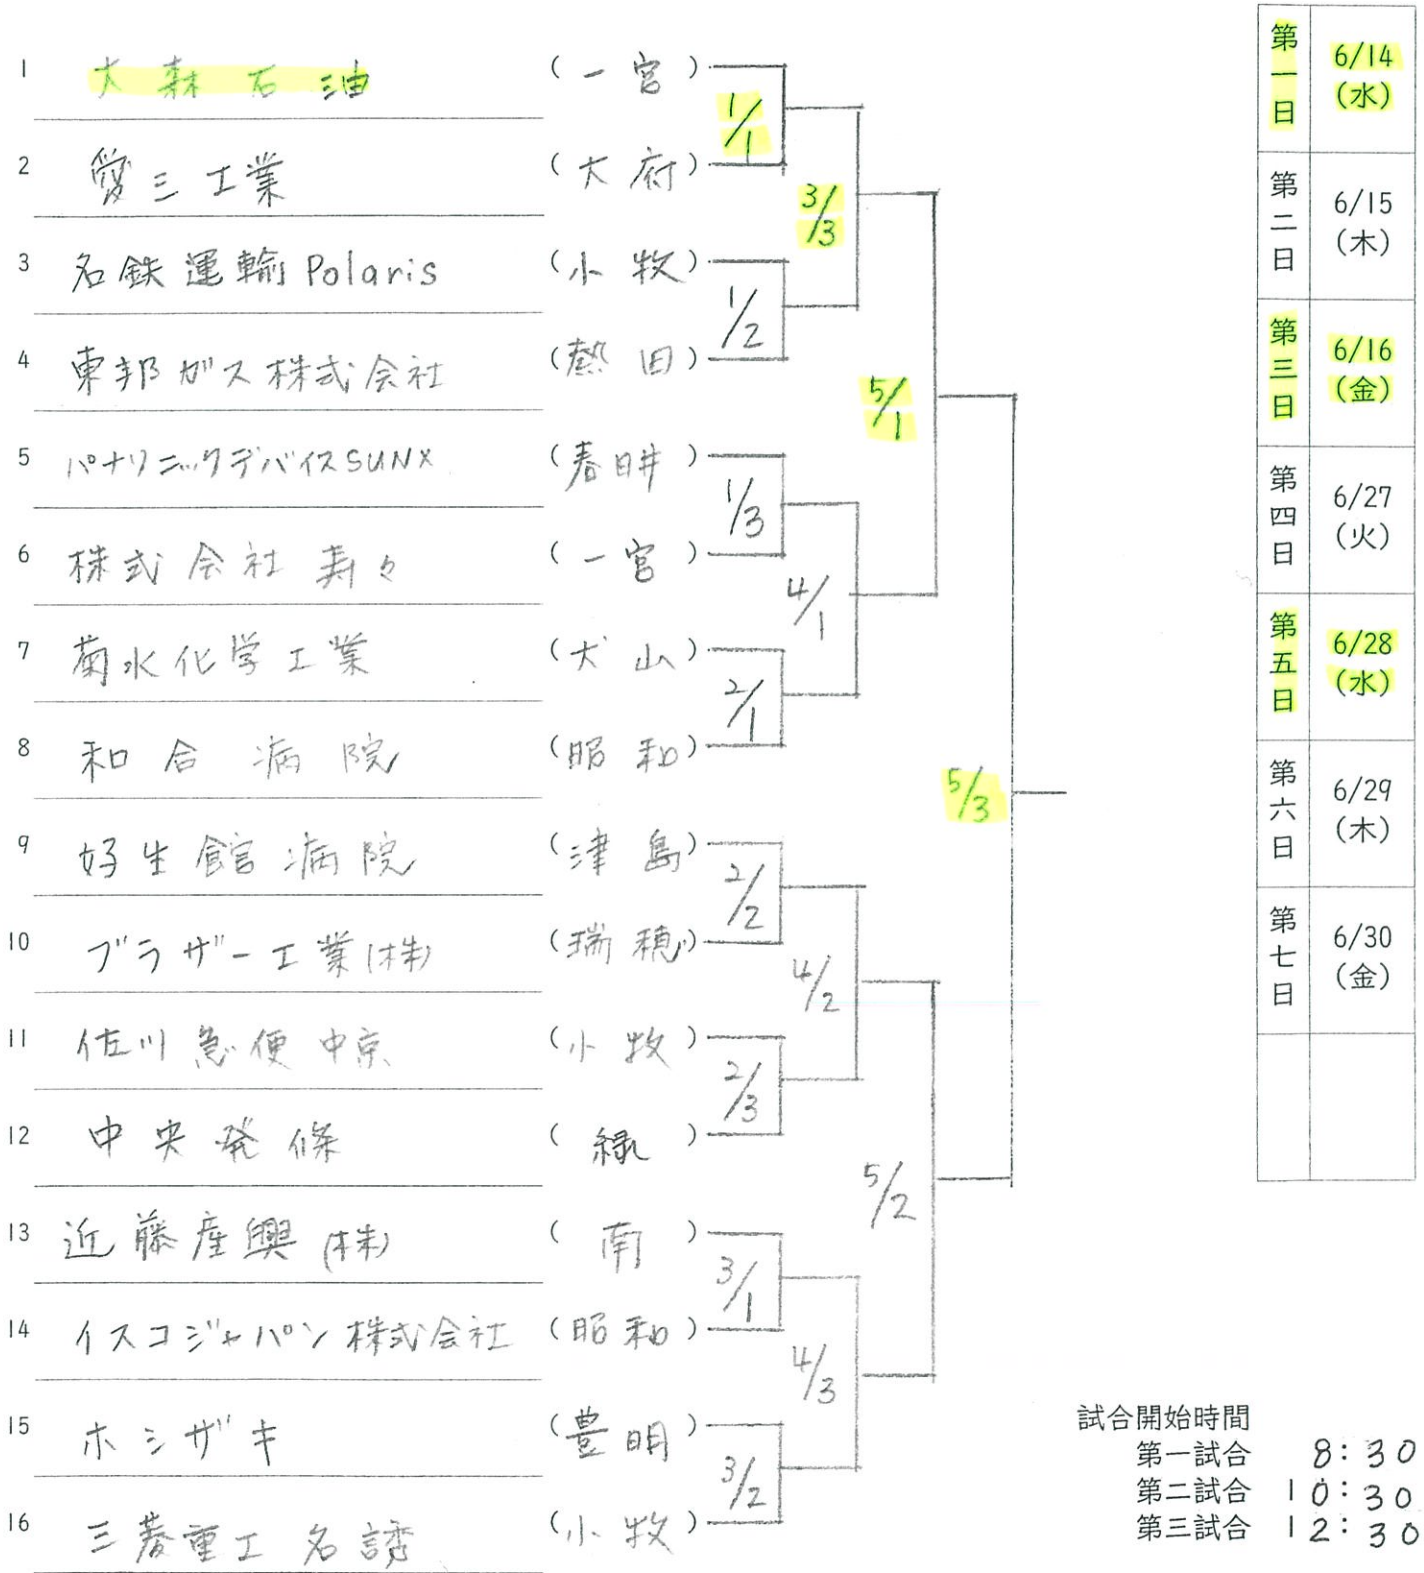 1 大森石油 (一宮)
2 愛三工業 (大府)
3 名鉄運輸Polaris (小牧)
4 東邦ガス株式会社 (熱田)
5 パナソニックデバイスSUNX (春日井)
6 株式会社寿々 (一宮)
7 菊水化学工業 (犬山)
8 和合病院 (昭和)
9 好生館病院 (津島)
10 ブラザー工業(株) (瑞穂)
11 佐川急便中京 (小牧)
12 中央発條 (緑)
13 近藤産興(株) (南)
14 イスコジャパン株式会社 (昭和)
15 ホシザキ (豊明)
16 三菱重工名誘 (小牧)
1/1
1/2
1/3
2/1
2/2
2/3
3/1
3/2
3/3
4/1
4/2
4/3
5/1
5/2
5/3
第一日 6/14 (水)
第二日 6/15 (木)
第三日 6/16 (金)
第四日 6/27 (火)
第五日 6/28 (水)
第六日 6/29 (木)
第七日 6/30 (金)
試合開始時間
第一試合 8:30
第二試合 10:30
第三試合 12:30